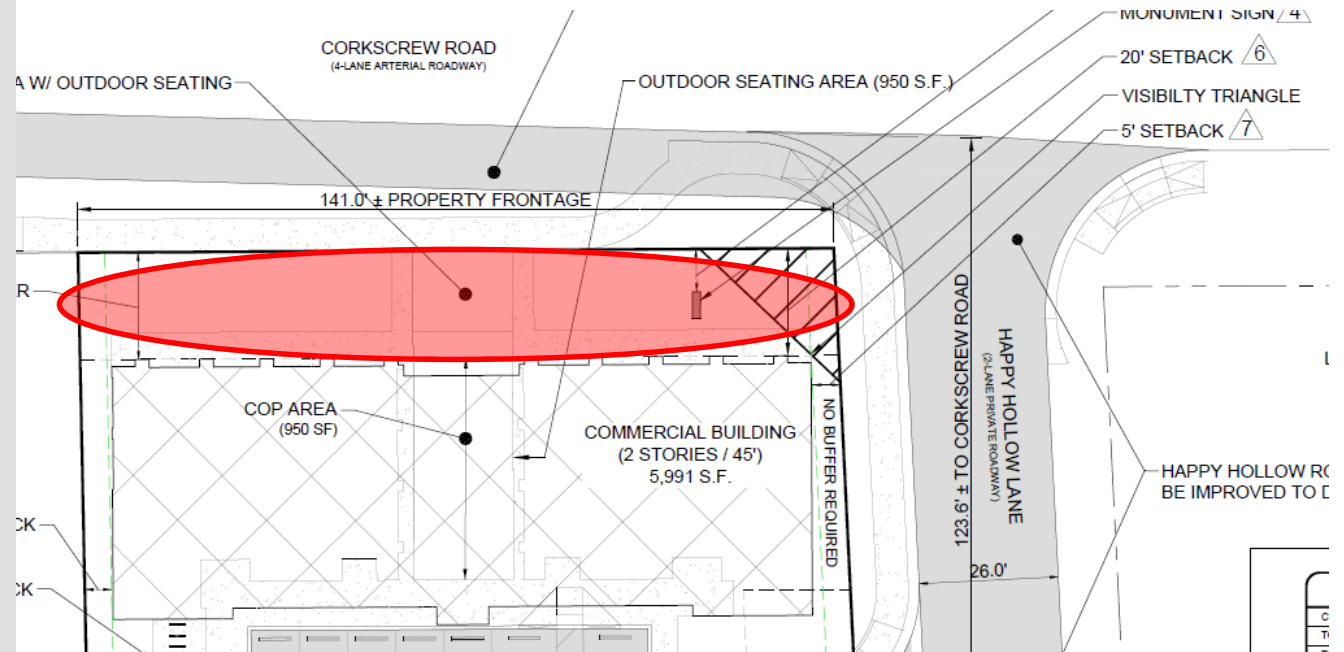 MONUMENT SIGN 4
CORKSCREW ROAD
(4-LANE ARTERIAL ROADWAY)
20' SETBACK 6
A W/ OUTDOOR SEATING
OUTDOOR SEATING AREA (950 S.F.)
VISIBILTY TRIANGLE
5' SETBACK 7
141.0' ± PROPERTY FRONTAGE
R
123.6' ± TO CORKSCREW ROAD
HAPPY HOLLOW LANE
(2-LANE PRIVATE ROADWAY)
L
COP AREA
(950 SF)
COMMERCIAL BUILDING
(2 STORIES / 45')
5,991 S.F.
NO BUFFER REQUIRED
HAPPY HOLLOW RO
BE IMPROVED TO D
CK
CK
26.0'